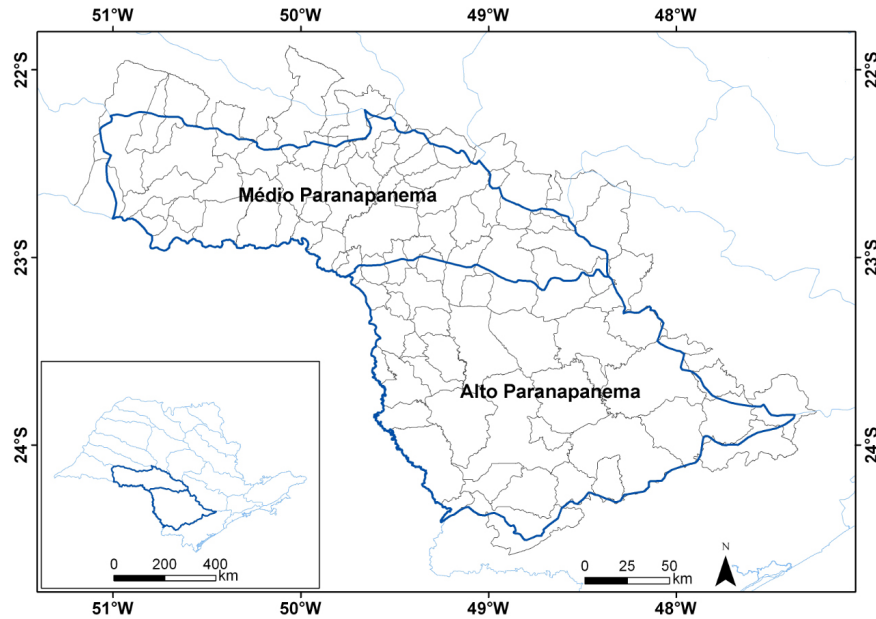 51°W 50°W 49°W 48°W
22°S 22°S
Médio Paranapanema
23°S 23°S
Alto Paranapanema
24°S 24°S
0 200 400
km
0 25 50
km
N
51°W 50°W 49°W 48°W